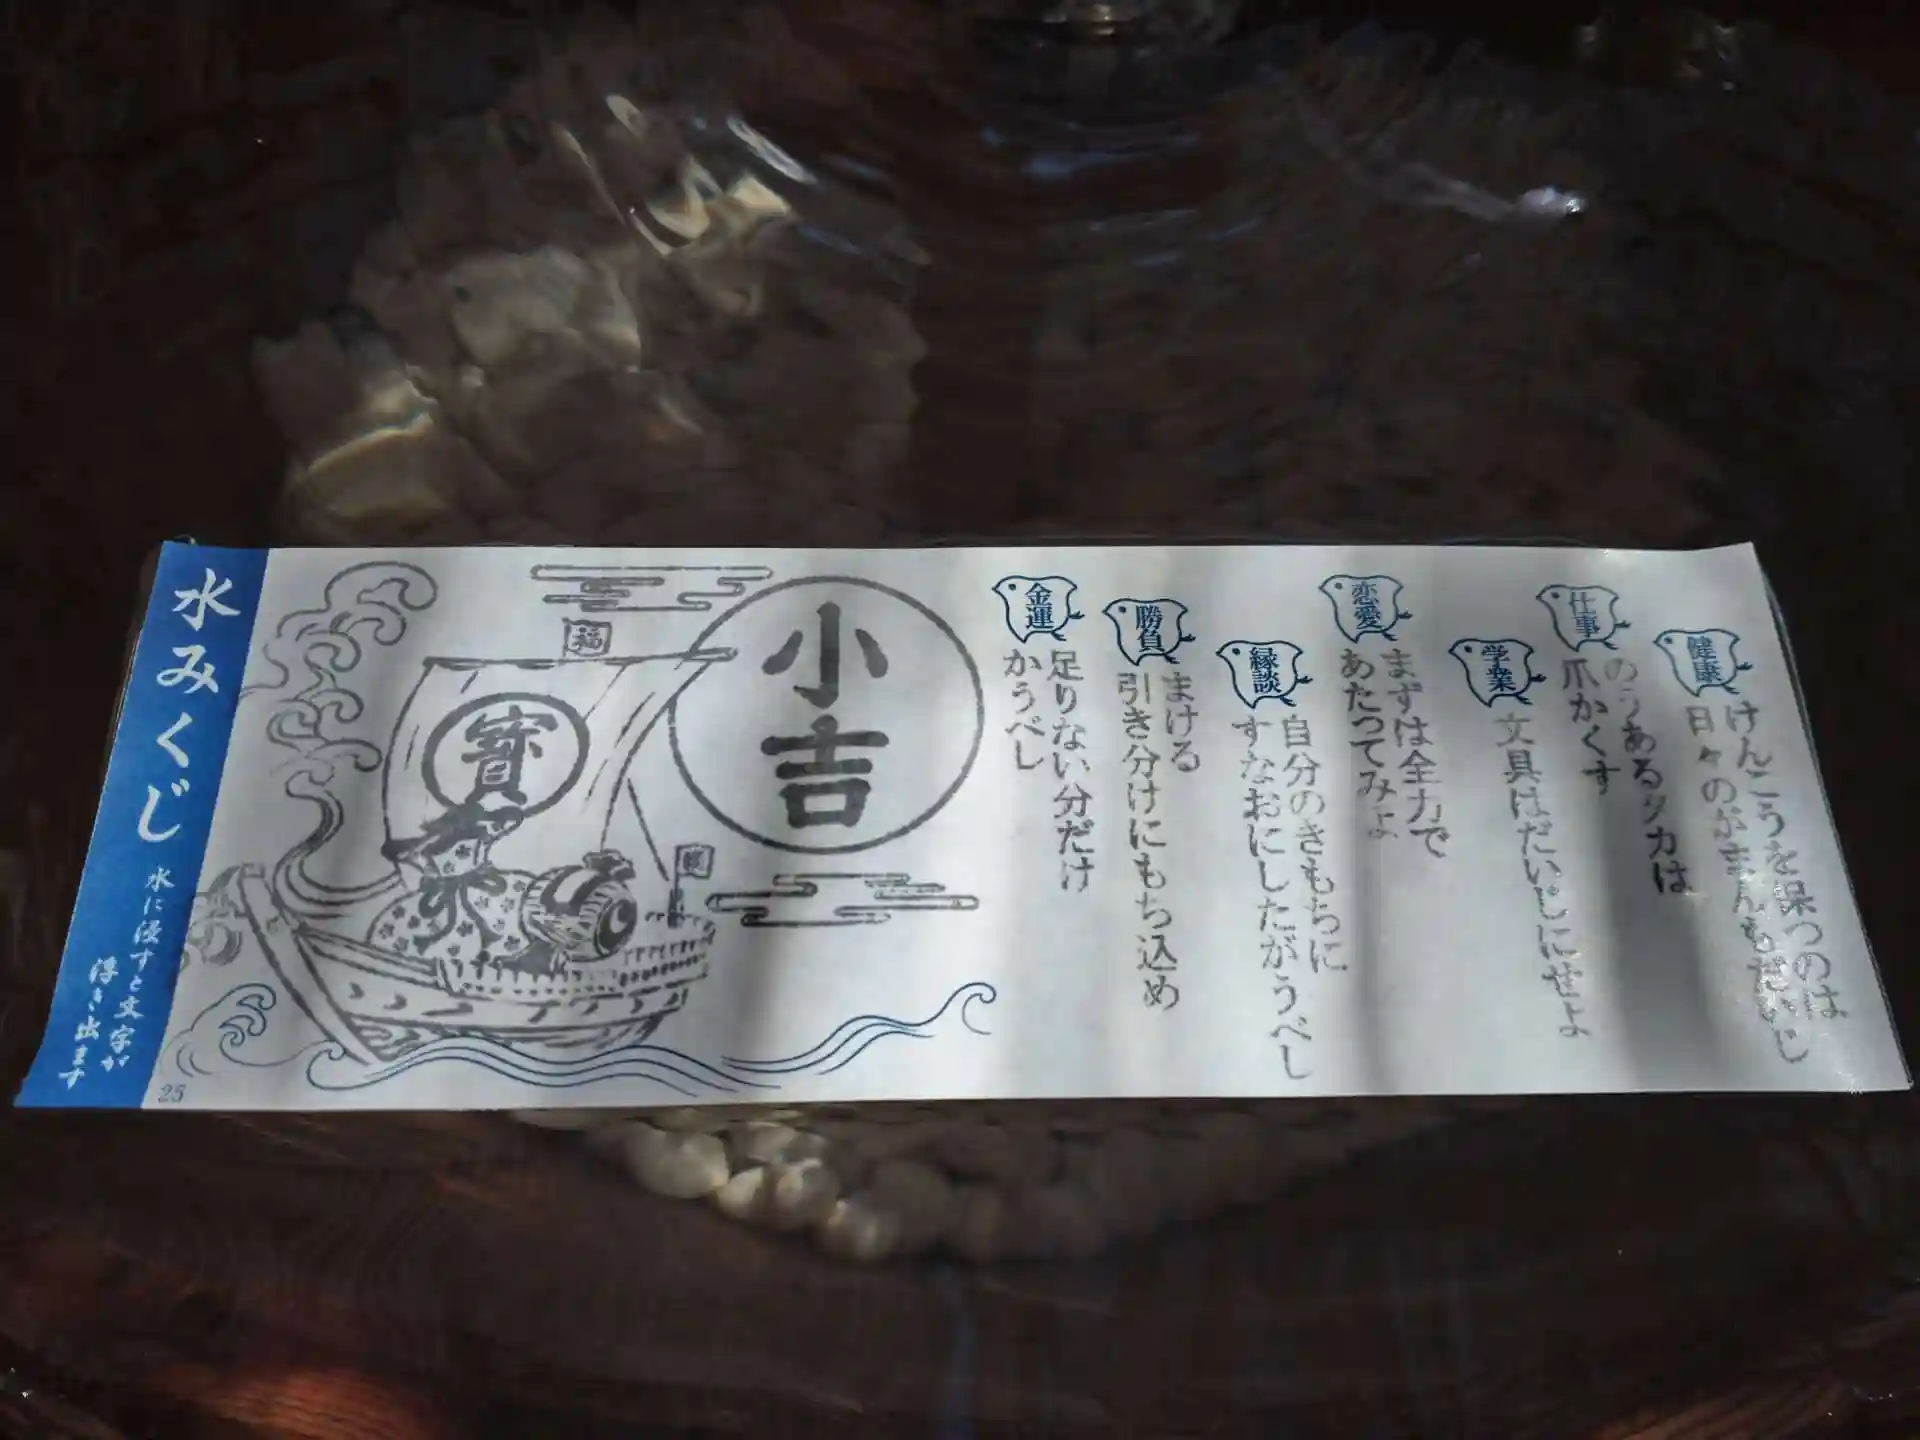 健康
けんこうを保つのは
日々のがまんもだいじ
仕事
のうあるタカは
爪かくす
学業
文具はだいじにせよ
恋愛
まずは全力で
あたってみよ
縁談
自分のきもちに
すなおにしたがうべし
勝負
まける
引き分けにもち込め
金運
足りない分だけ
かうべし
小吉
福
寶
水みくじ
水に浸すと文字が
浮き出ます
25